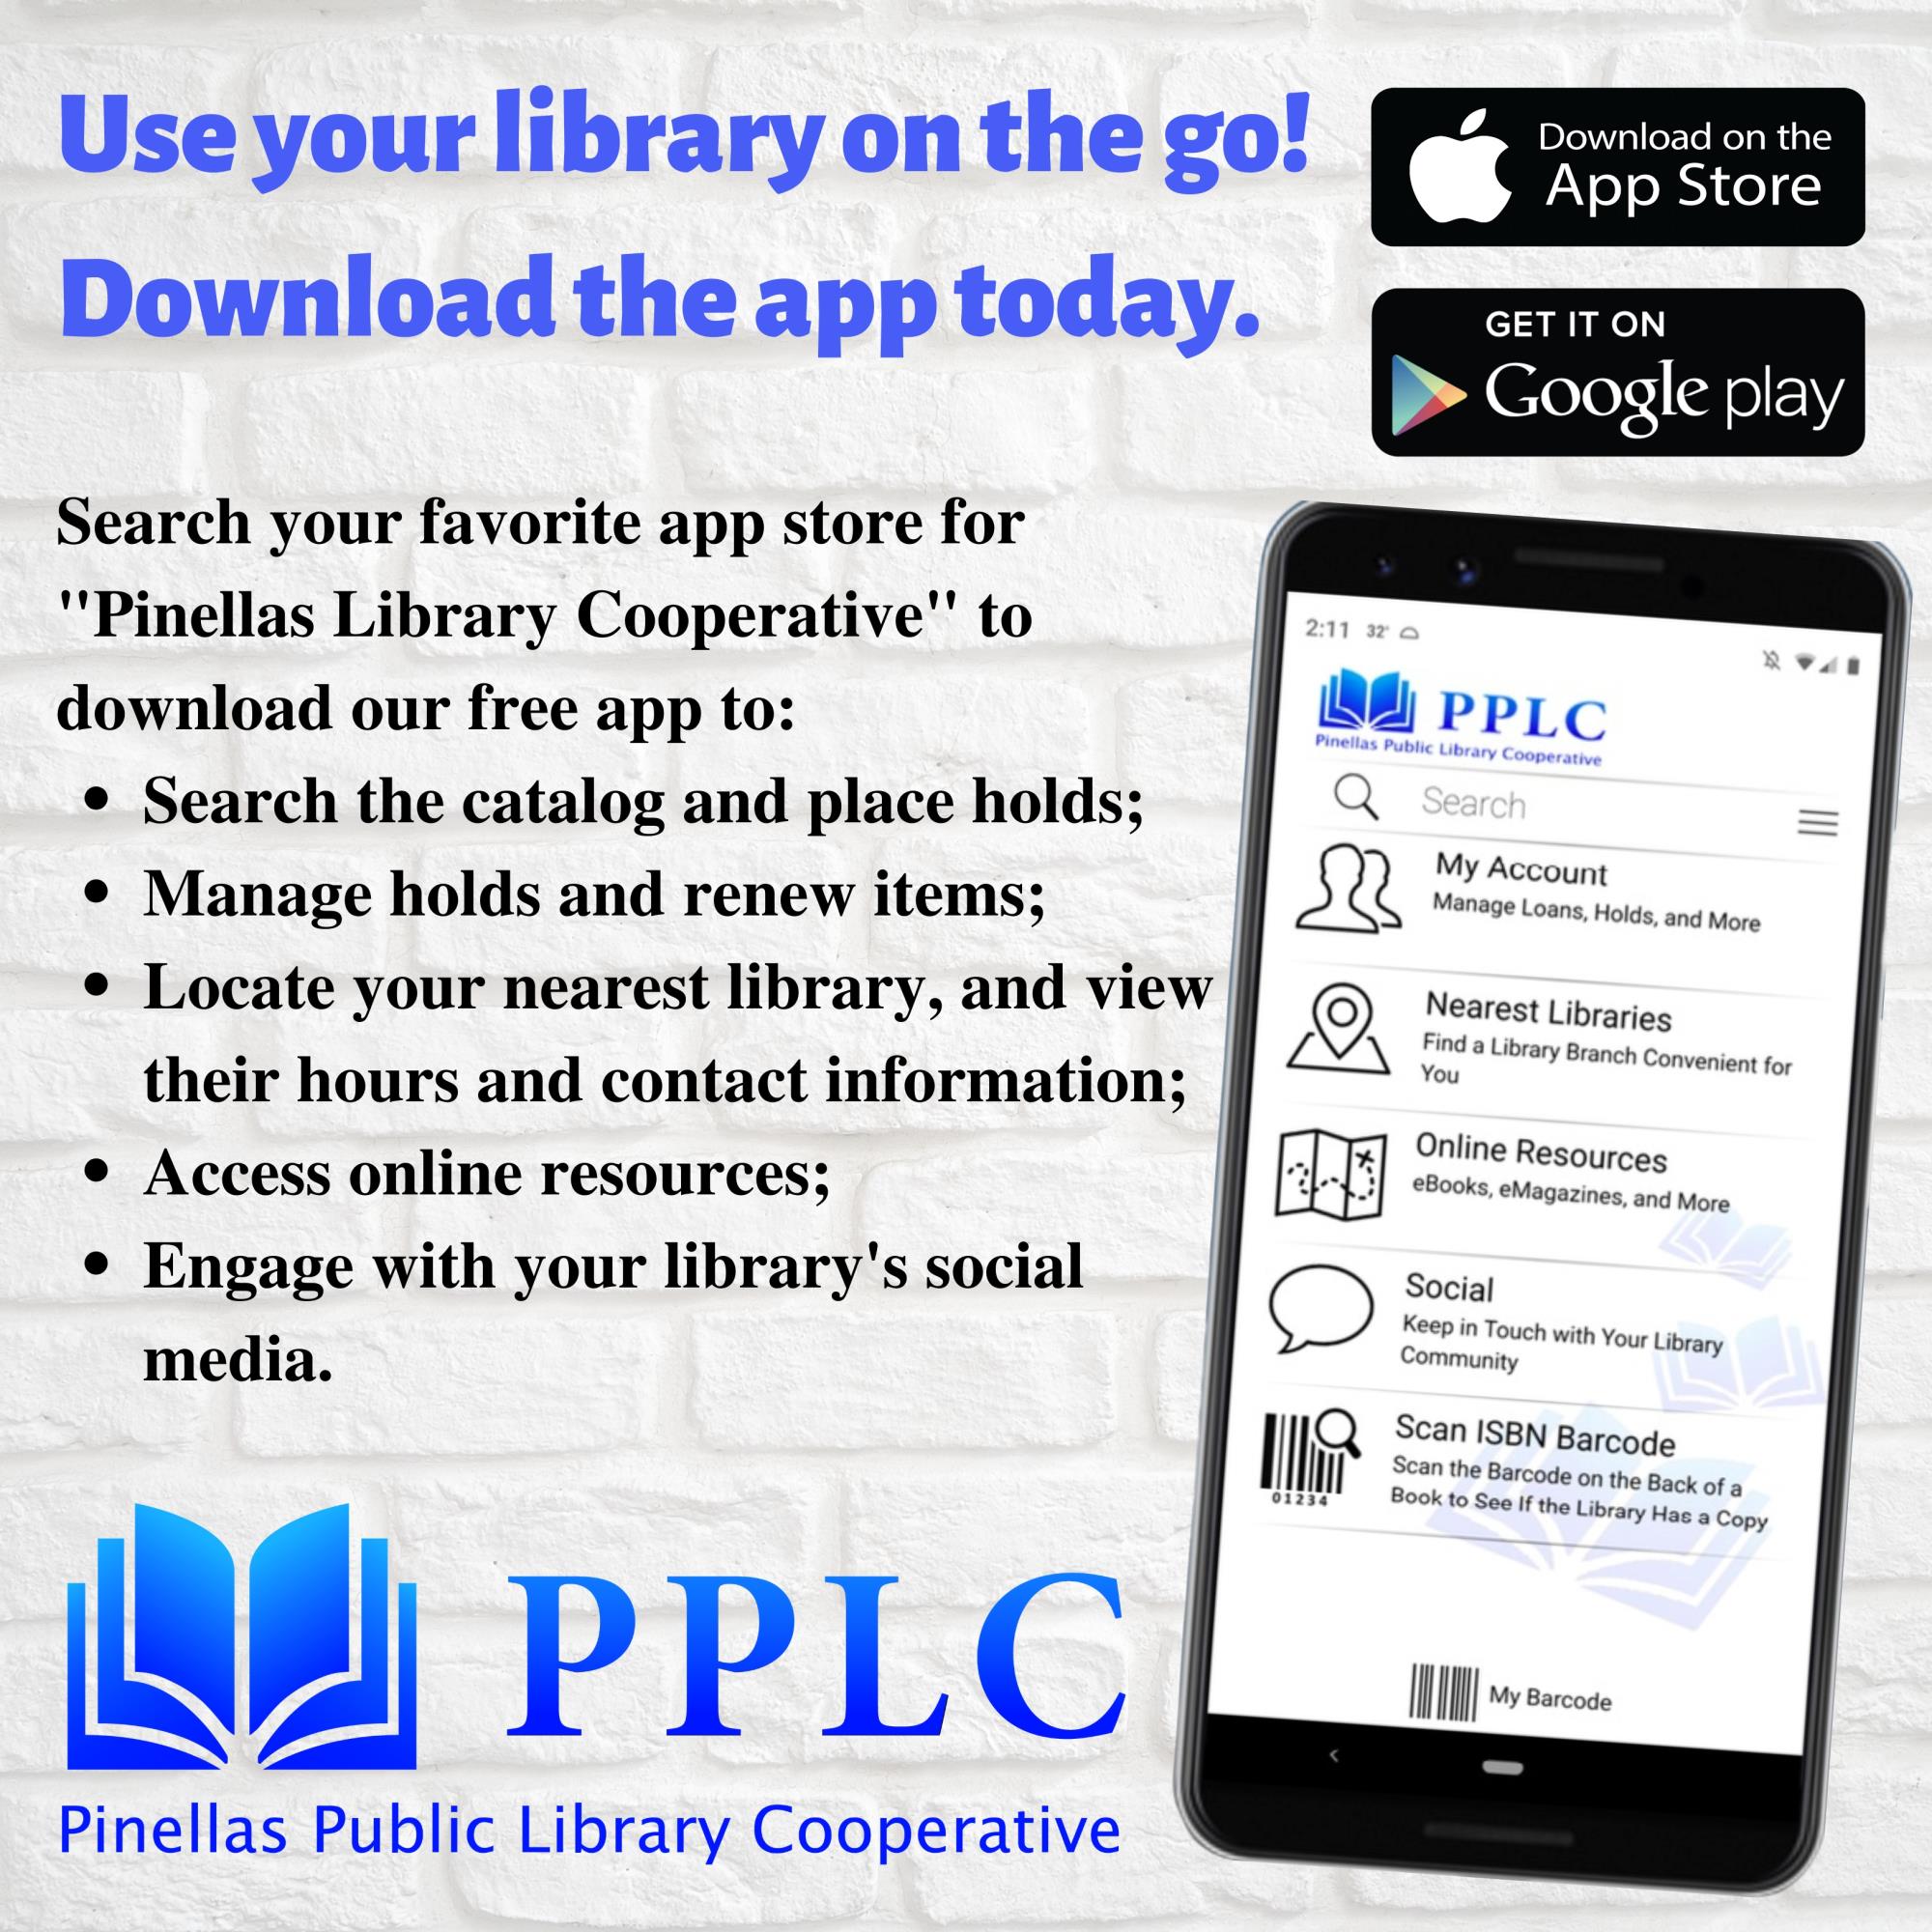 Use your library on the go!
Download the app today.
Download on the
App Store
GET IT ON
Google play
Search your favorite app store for
"Pinellas Library Cooperative" to
download our free app to:
• Search the catalog and place holds;
• Manage holds and renew items;
• Locate your nearest library, and view
their hours and contact information;
• Access online resources;
• Engage with your library's social
media.
PPLC
Pinellas Public Library Cooperative
2:11 32°
PPLC
Pinellas Public Library Cooperative
Search
My Account
Manage Loans, Holds, and More
Nearest Libraries
Find a Library Branch Convenient for
You
Online Resources
eBooks, eMagazines, and More
Social
Keep in Touch with Your Library
Community
Scan ISBN Barcode
Scan the Barcode on the Back of a
Book to See If the Library Has a Copy
01234
My Barcode